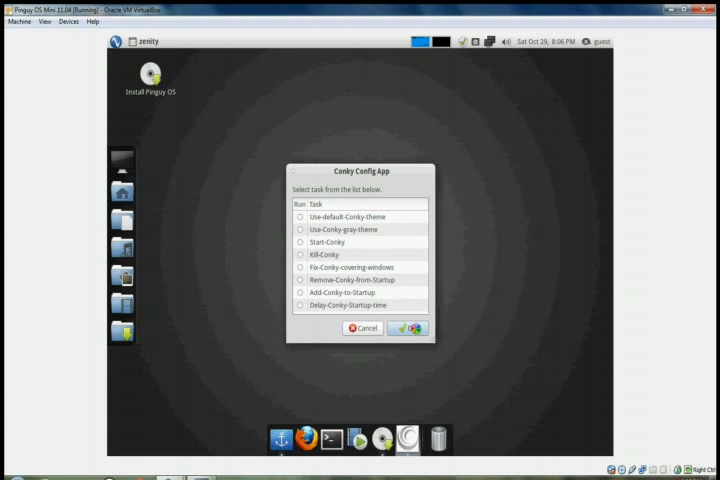 Pinguy OS Mini 11.04 [Running] - Oracle VM VirtualBox
Machine View Devices Help
zenity
Sat Oct 29, 8:06 PM
guest
Install Pinguy OS
Conky Config App
Select task from the list below.
Run Task
Use-default-Conky-theme
Use-Conky-gray-theme
Start-Conky
Kill-Conky
Fix-Conky-covering-windows
Remove-Conky-from-Startup
Add-Conky-to-Startup
Delay-Conky-Startup-time
Cancel
Right Ctrl